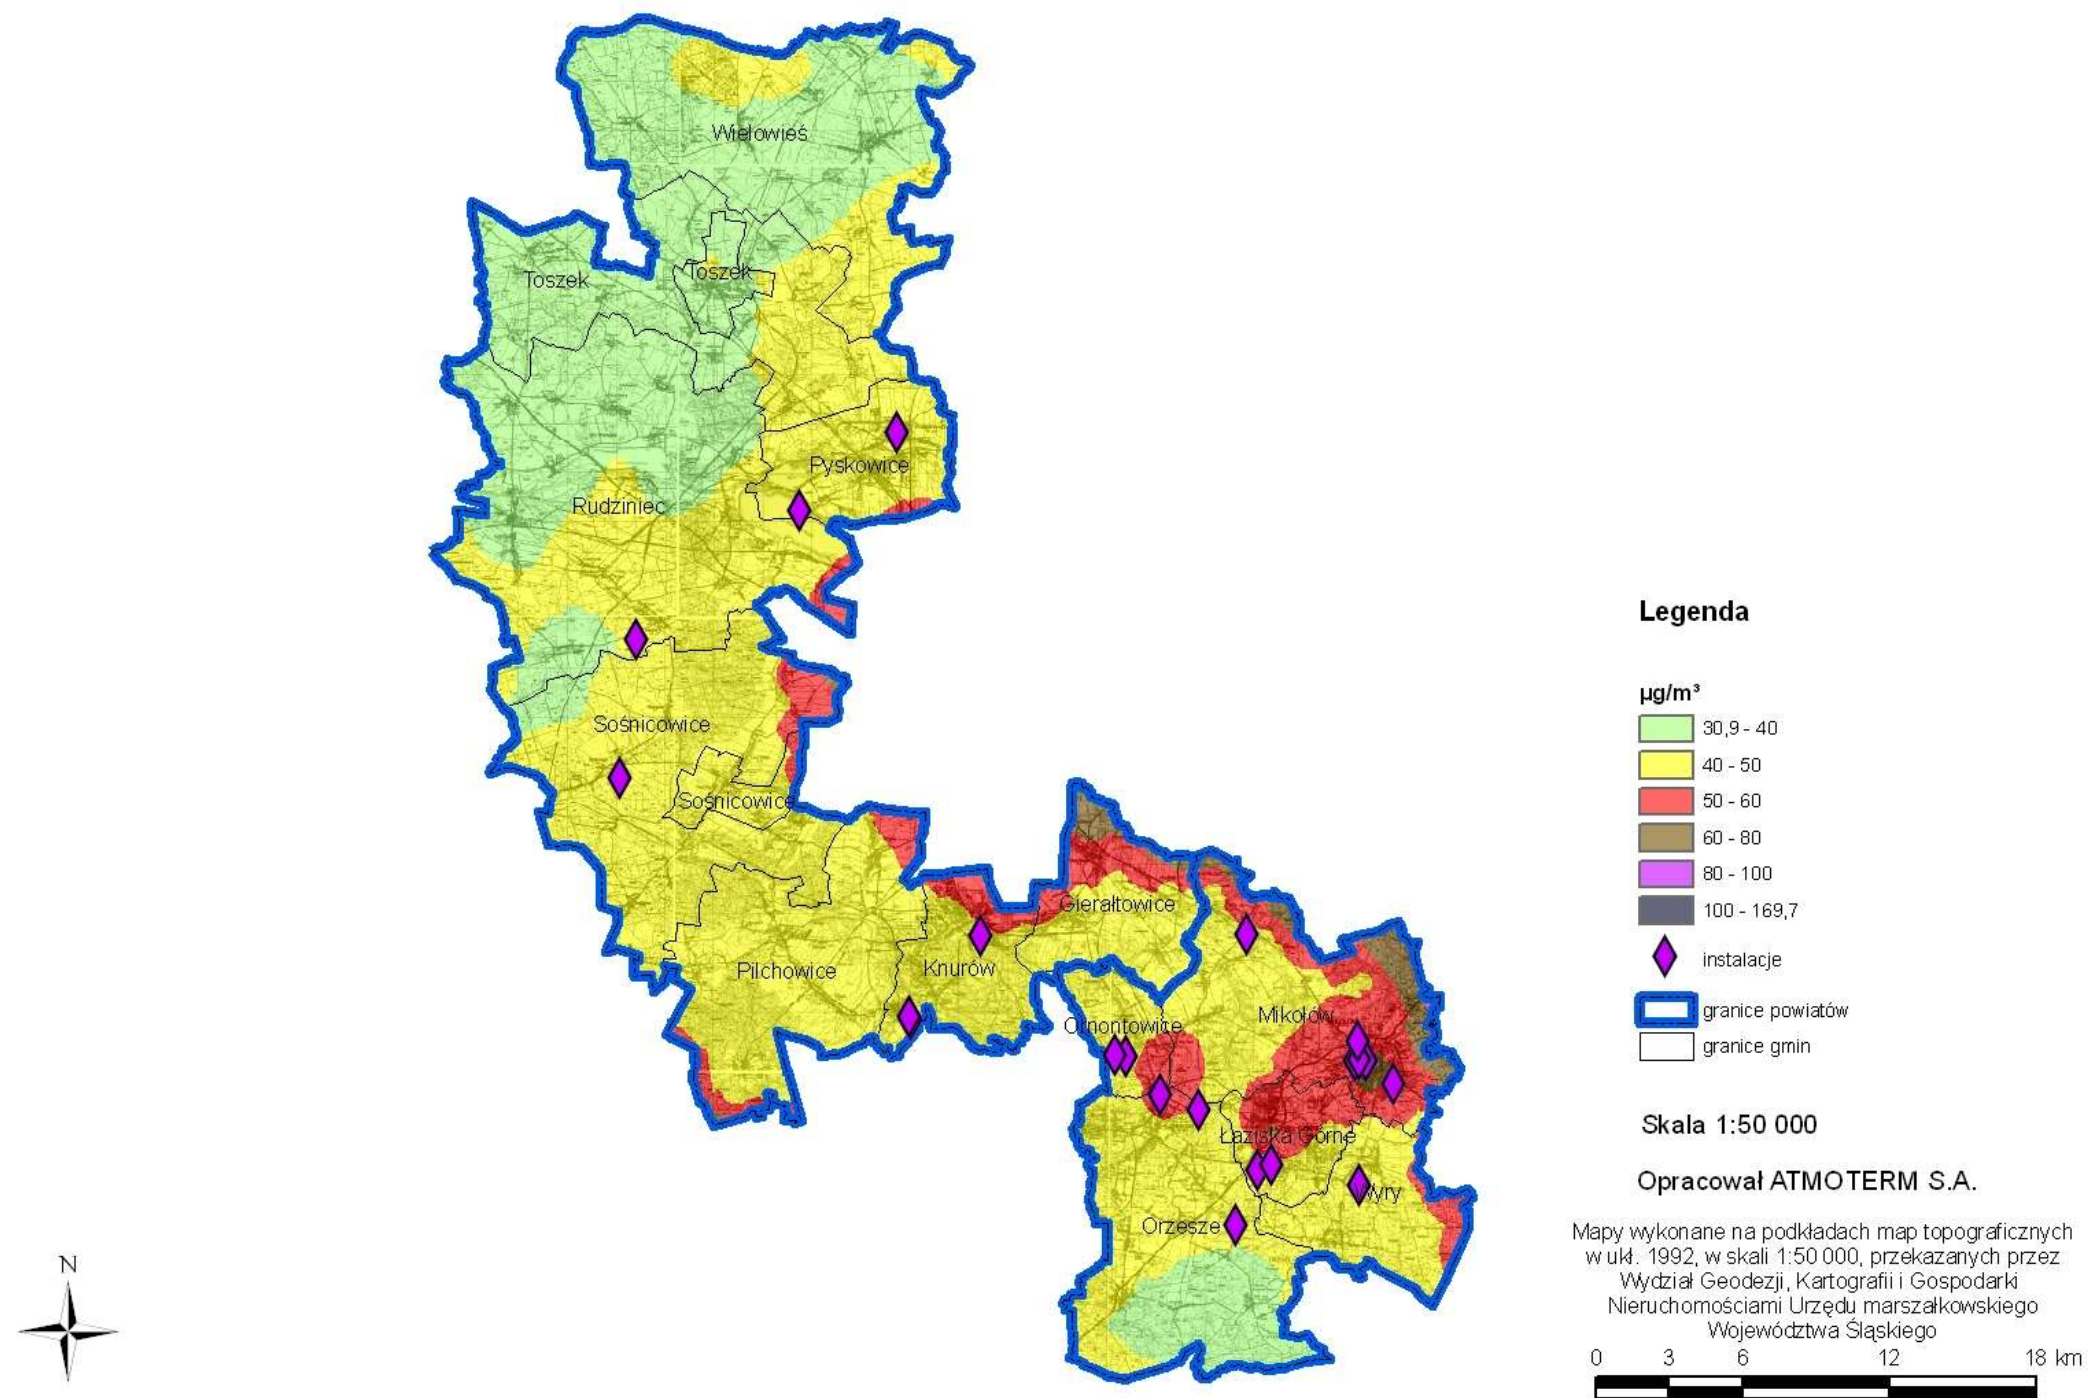 Wielowieś
Toszek
Toszek
Pyskowice
Rudziniec
Sośnicowice
Sośnicowice
Gierałtowice
Pilchowice
Knurów
Ornontowice
Mikołów
Łaziska Górne
Wyry
Orzesze
N
Legenda
µg/m³
30,9 - 40
40 - 50
50 - 60
60 - 80
80 - 100
100 - 169,7
instalacje
granice powiatów
granice gmin
Skala 1:50 000
Opracował ATMOTERM S.A.
Mapy wykonane na podkładach map topograficznych
w ukł. 1992, w skali 1:50 000, przekazanych przez
Wydział Geodezji, Kartografii i Gospodarki
Nieruchomościami Urzędu marszałkowskiego
Województwa Śląskiego
0 3 6 12 18 km